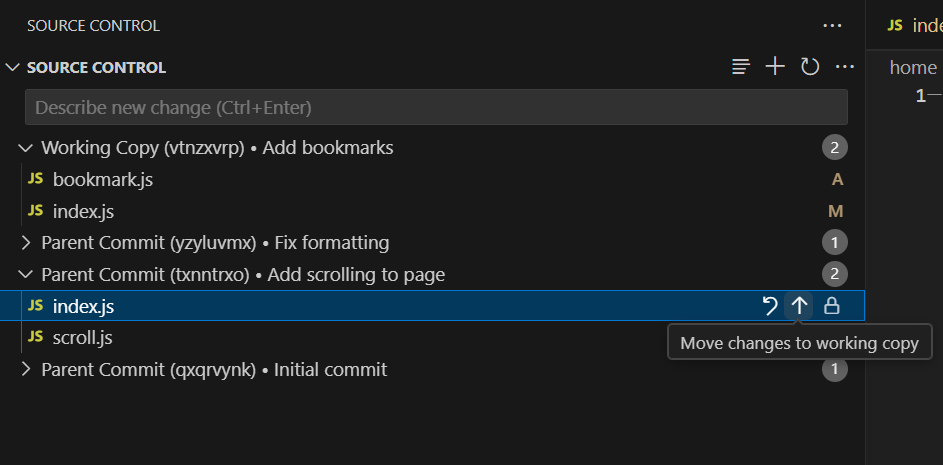 SOURCE CONTROL
JS inde
SOURCE CONTROL
home
Describe new change (Ctrl+Enter)
1
Working Copy (vtnzxvrp) • Add bookmarks 2
JS bookmark.js A
JS index.js M
Parent Commit (yzyluvmx) • Fix formatting 1
Parent Commit (txnntrxo) • Add scrolling to page 2
JS index.js
JS scroll.js
Move changes to working copy
Parent Commit (qxqrvynk) • Initial commit 1